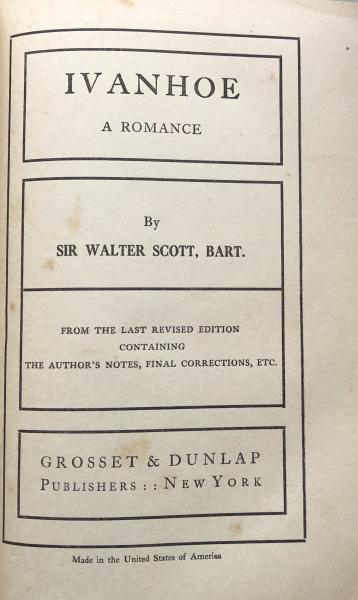 IVANHOE
A ROMANCE
By
SIR WALTER SCOTT, BART.
FROM THE LAST REVISED EDITION
CONTAINING
THE AUTHOR'S NOTES, FINAL CORRECTIONS, ETC.
GROSSET & DUNLAP
PUBLISHERS :: NEW YORK
Made in the United States of America